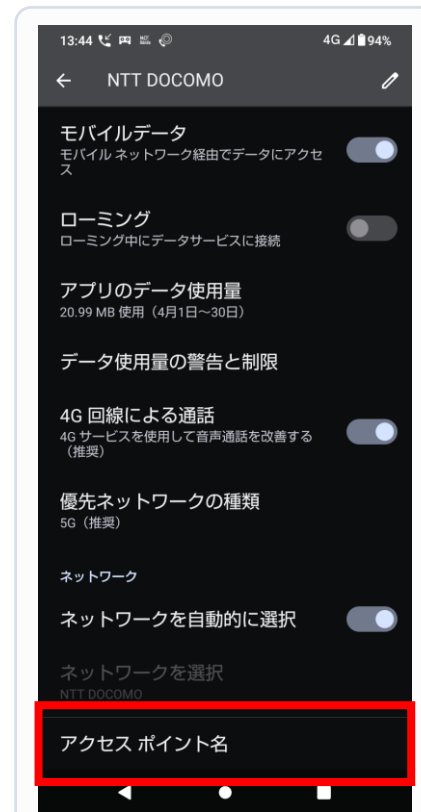 13:44
4G 94%
NTT DOCOMO
モバイルデータ
モバイル ネットワーク経由でデータにアクセ
ス
ローミング
ローミング中にデータサービスに接続
アプリのデータ使用量
20.99 MB 使用（4月1日～30日）
データ使用量の警告と制限
4G 回線による通話
4G サービスを使用して音声通話を改善する
（推奨）
優先ネットワークの種類
5G（推奨）
ネットワーク
ネットワークを自動的に選択
ネットワークを選択
NTT DOCOMO
アクセス ポイント名